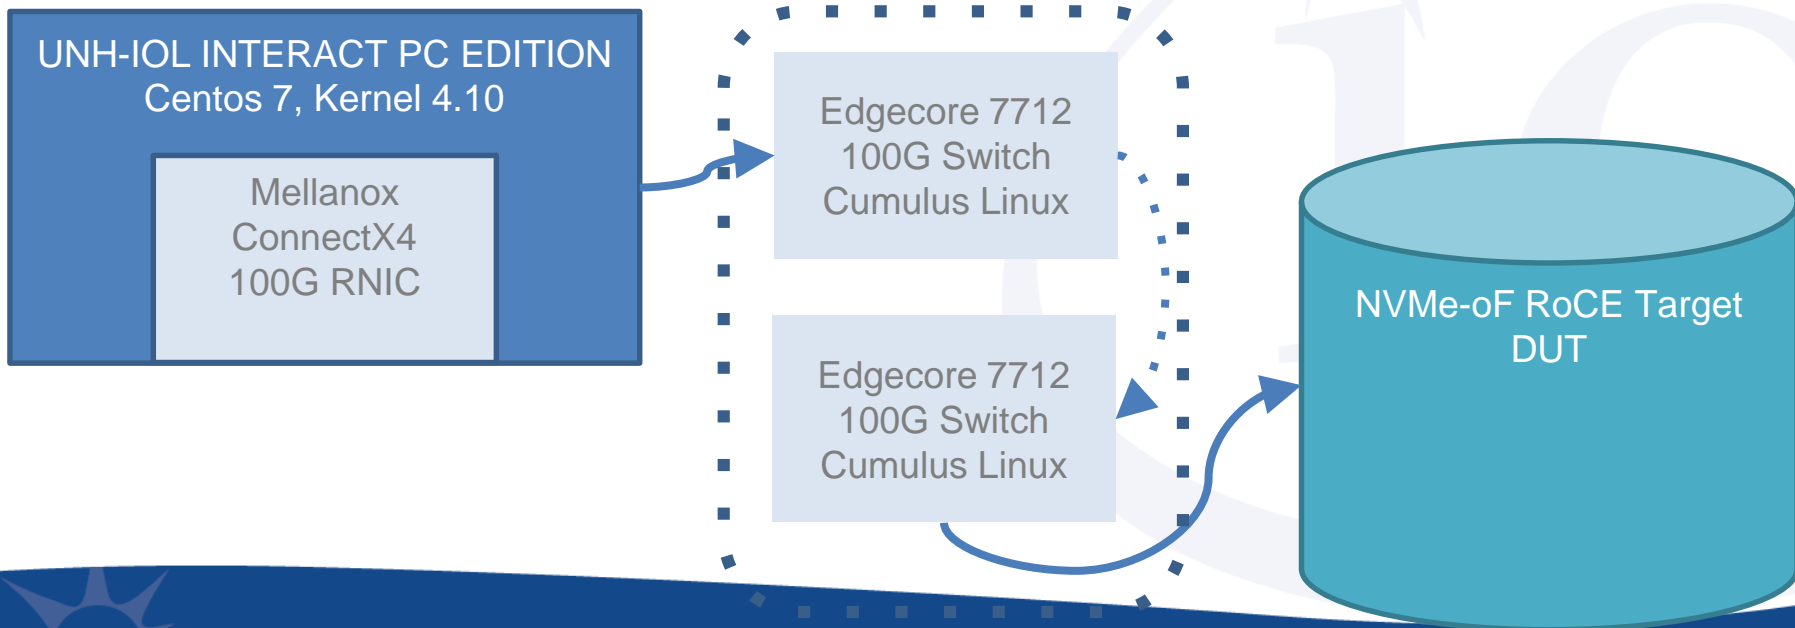 UNH-IOL INTERACT PC EDITION
Centos 7, Kernel 4.10
Mellanox
ConnectX4
100G RNIC
Edgecore 7712
100G Switch
Cumulus Linux
Edgecore 7712
100G Switch
Cumulus Linux
NVMe-oF RoCE Target
DUT